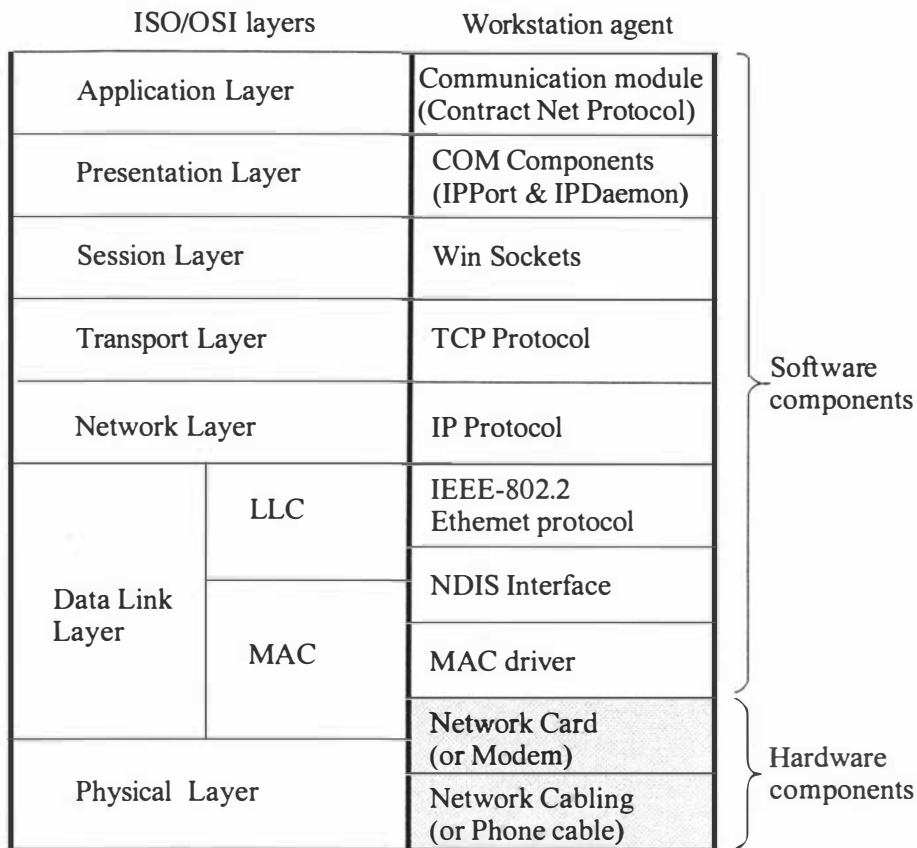 ISO/OSI layers
Workstation agent
Application Layer
Communication module
(Contract Net Protocol)
Presentation Layer
COM Components
(IPPort & IPDaemon)
Session Layer
Win Sockets
Transport Layer
TCP Protocol
Software
components
Network Layer
IP Protocol
Data Link
Layer
LLC
IEEE-802.2
Ethernet protocol
NDIS Interface
MAC
MAC driver
Network Card
(or Modem)
Hardware
components
Physical Layer
Network Cabling
(or Phone cable)